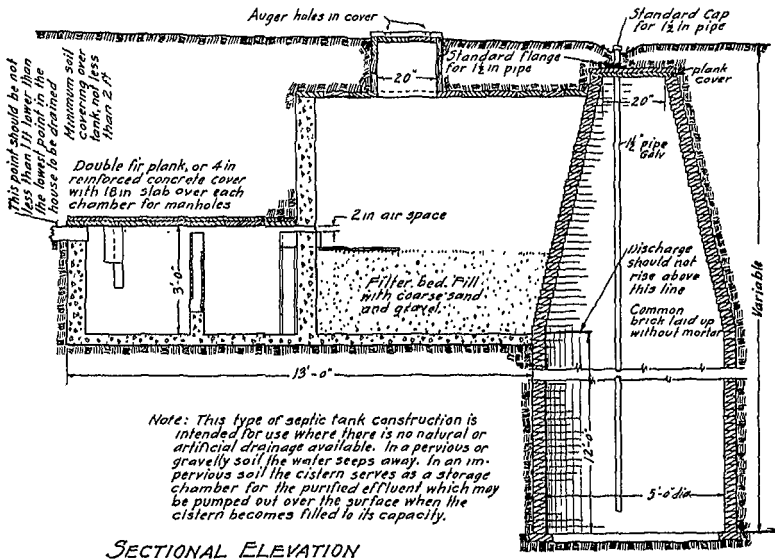 Auger holes in cover
Standard Cap
for 1½ in pipe
Standard flange
for 1½ in pipe
20"
plank
cover
20"
1½" pipe
Galv
This point should be not
less than 1 ft lower than
the lowest point in the
house to be drained
Minimum soil
covering over
tank, not less
than 2 ft
Double fir plank, or 4 in
reinforced concrete cover
with 18 in slab over each
chamber for manholes
2 in air space
3'-0"
Filter bed. Fill
with coarse sand
and gravel.
Discharge
should not
rise above
this line
Common
brick laid up
without mortar
Variable
13'-0"
12'-0"
5'-0" dia.
Note: This type of septic tank construction is
intended for use where there is no natural or
artificial drainage available. In a pervious or
gravelly soil the water seeps away. In an im-
pervious soil the cistern serves as a storage
chamber for the purified effluent which may
be pumped out over the surface when the
cistern becomes filled to its capacity.
SECTIONAL ELEVATION